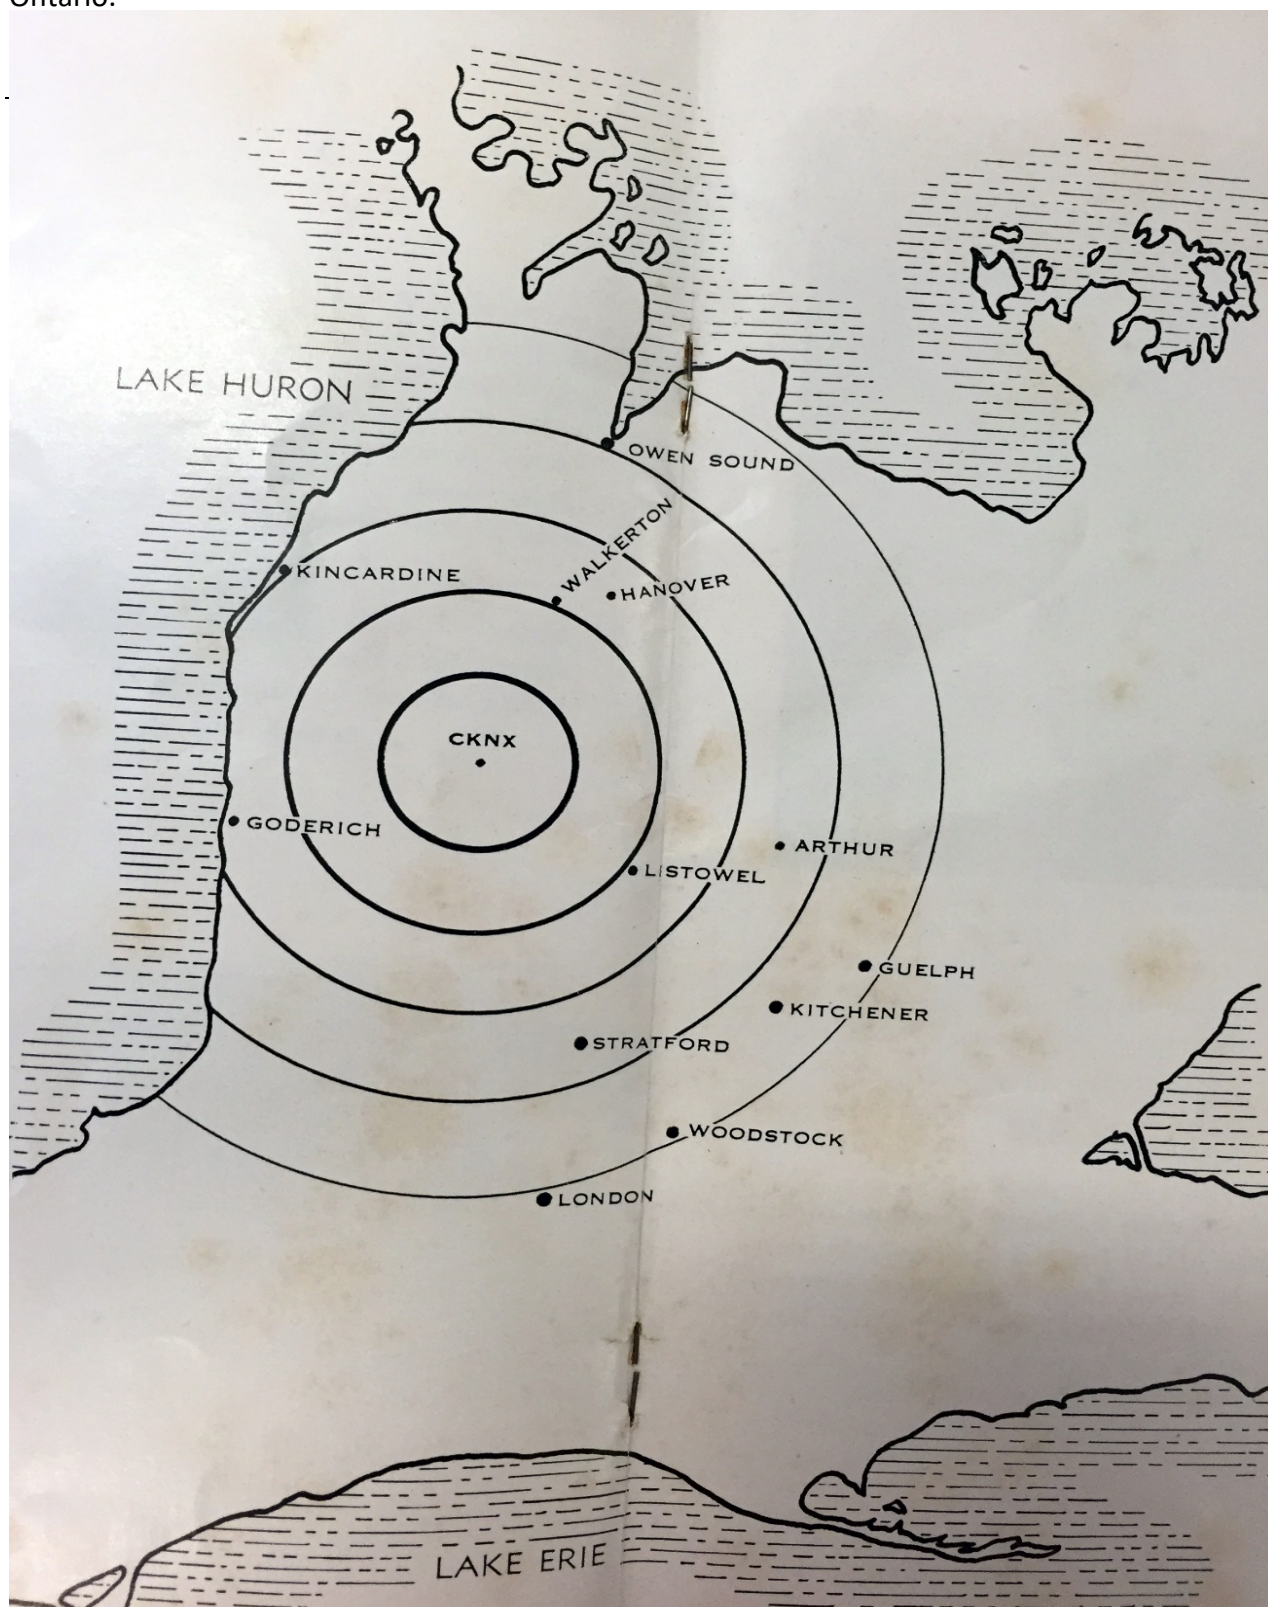 Ontario.
LAKE HURON
OWEN SOUND
WALKERTON
KINCARDINE
HANOVER
CKNX
GODERICH
ARTHUR
LISTOWEL
GUELPH
KITCHENER
STRATFORD
WOODSTOCK
LONDON
LAKE ERIE